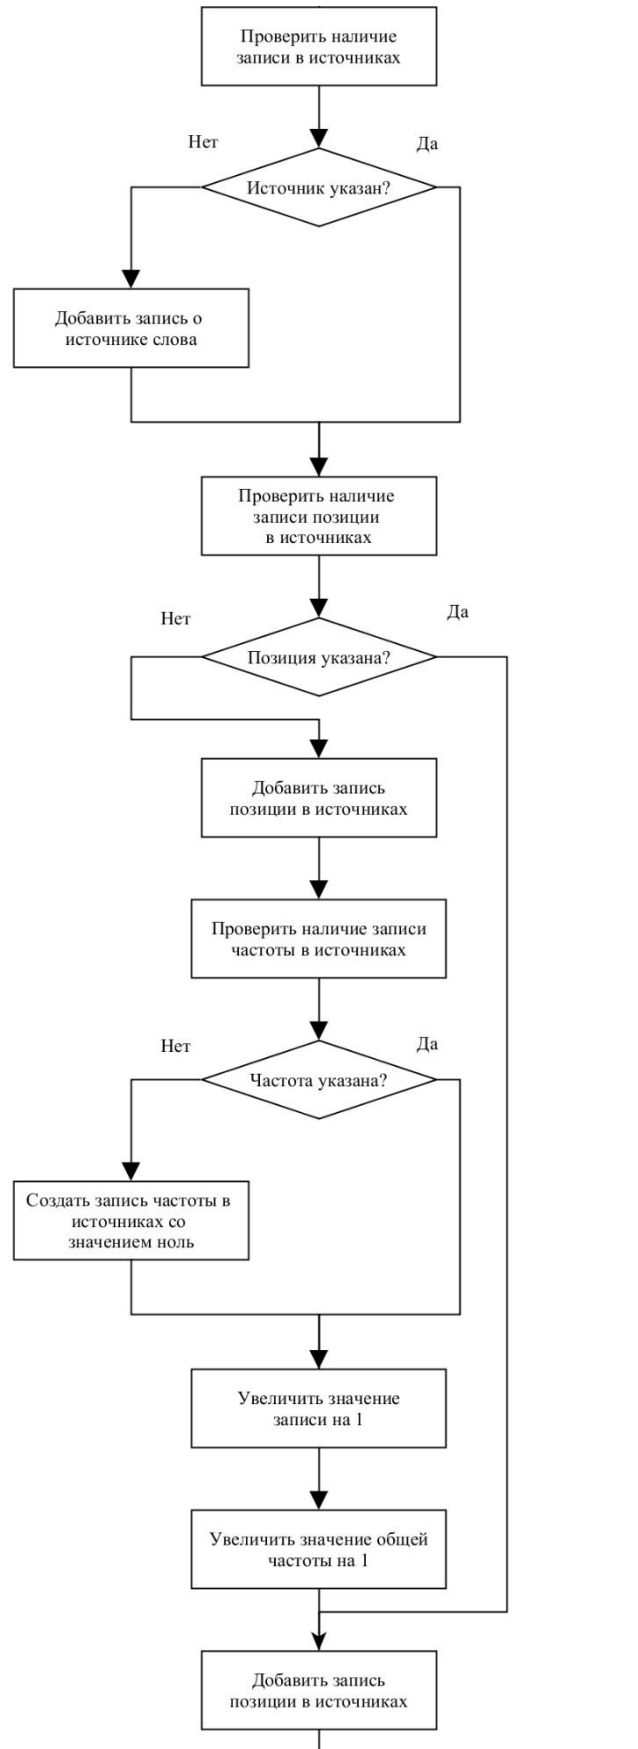 Проверить наличие
записи в источниках
Нет
Да
Источник указан?
Добавить запись о
источнике слова
Проверить наличие
записи позиции
в источниках
Нет
Да
Позиция указана?
Добавить запись
позиции в источниках
Проверить наличие записи
частоты в источниках
Нет
Да
Частота указана?
Создать запись частоты в
источниках со
значением ноль
Увеличить значение
записи на 1
Увеличить значение общей
частоты на 1
Добавить запись
позиции в источниках